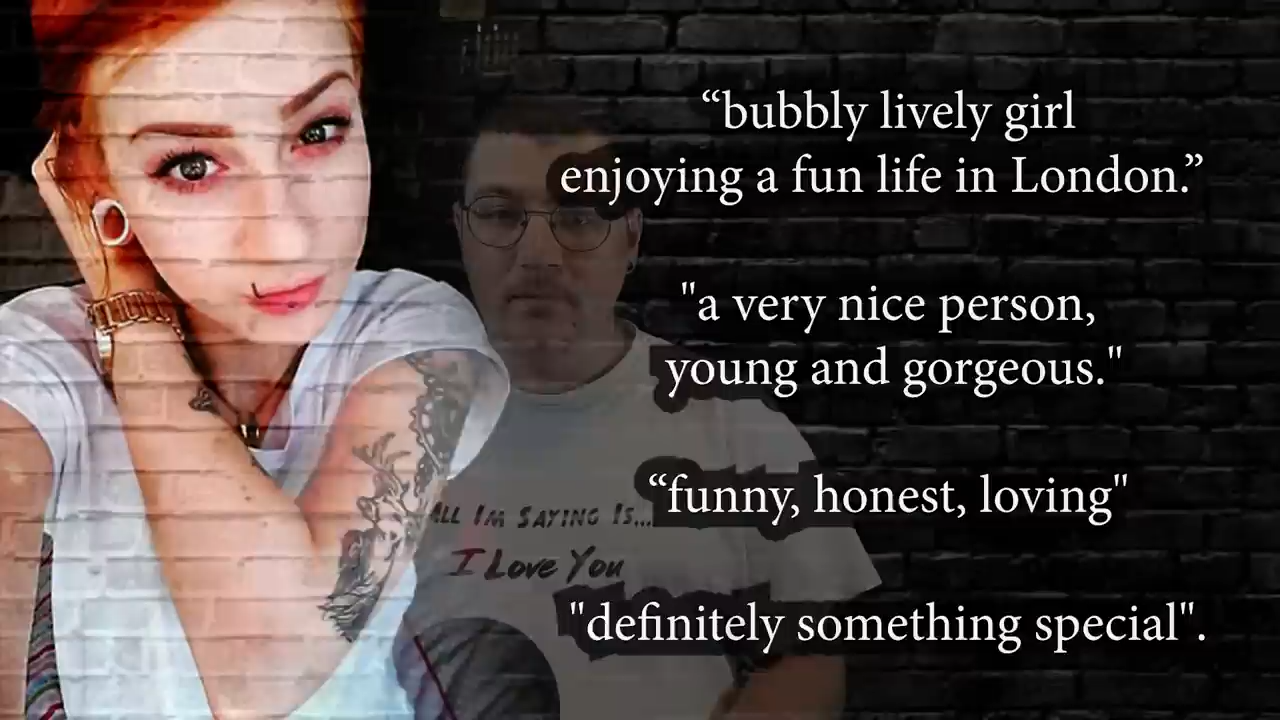 “bubbly lively girl
enjoying a fun life in London.”
"a very nice person,
young and gorgeous."
“funny, honest, loving"
ALL I'M SAYING IS...
I LOVE YOU
"definitely something special".